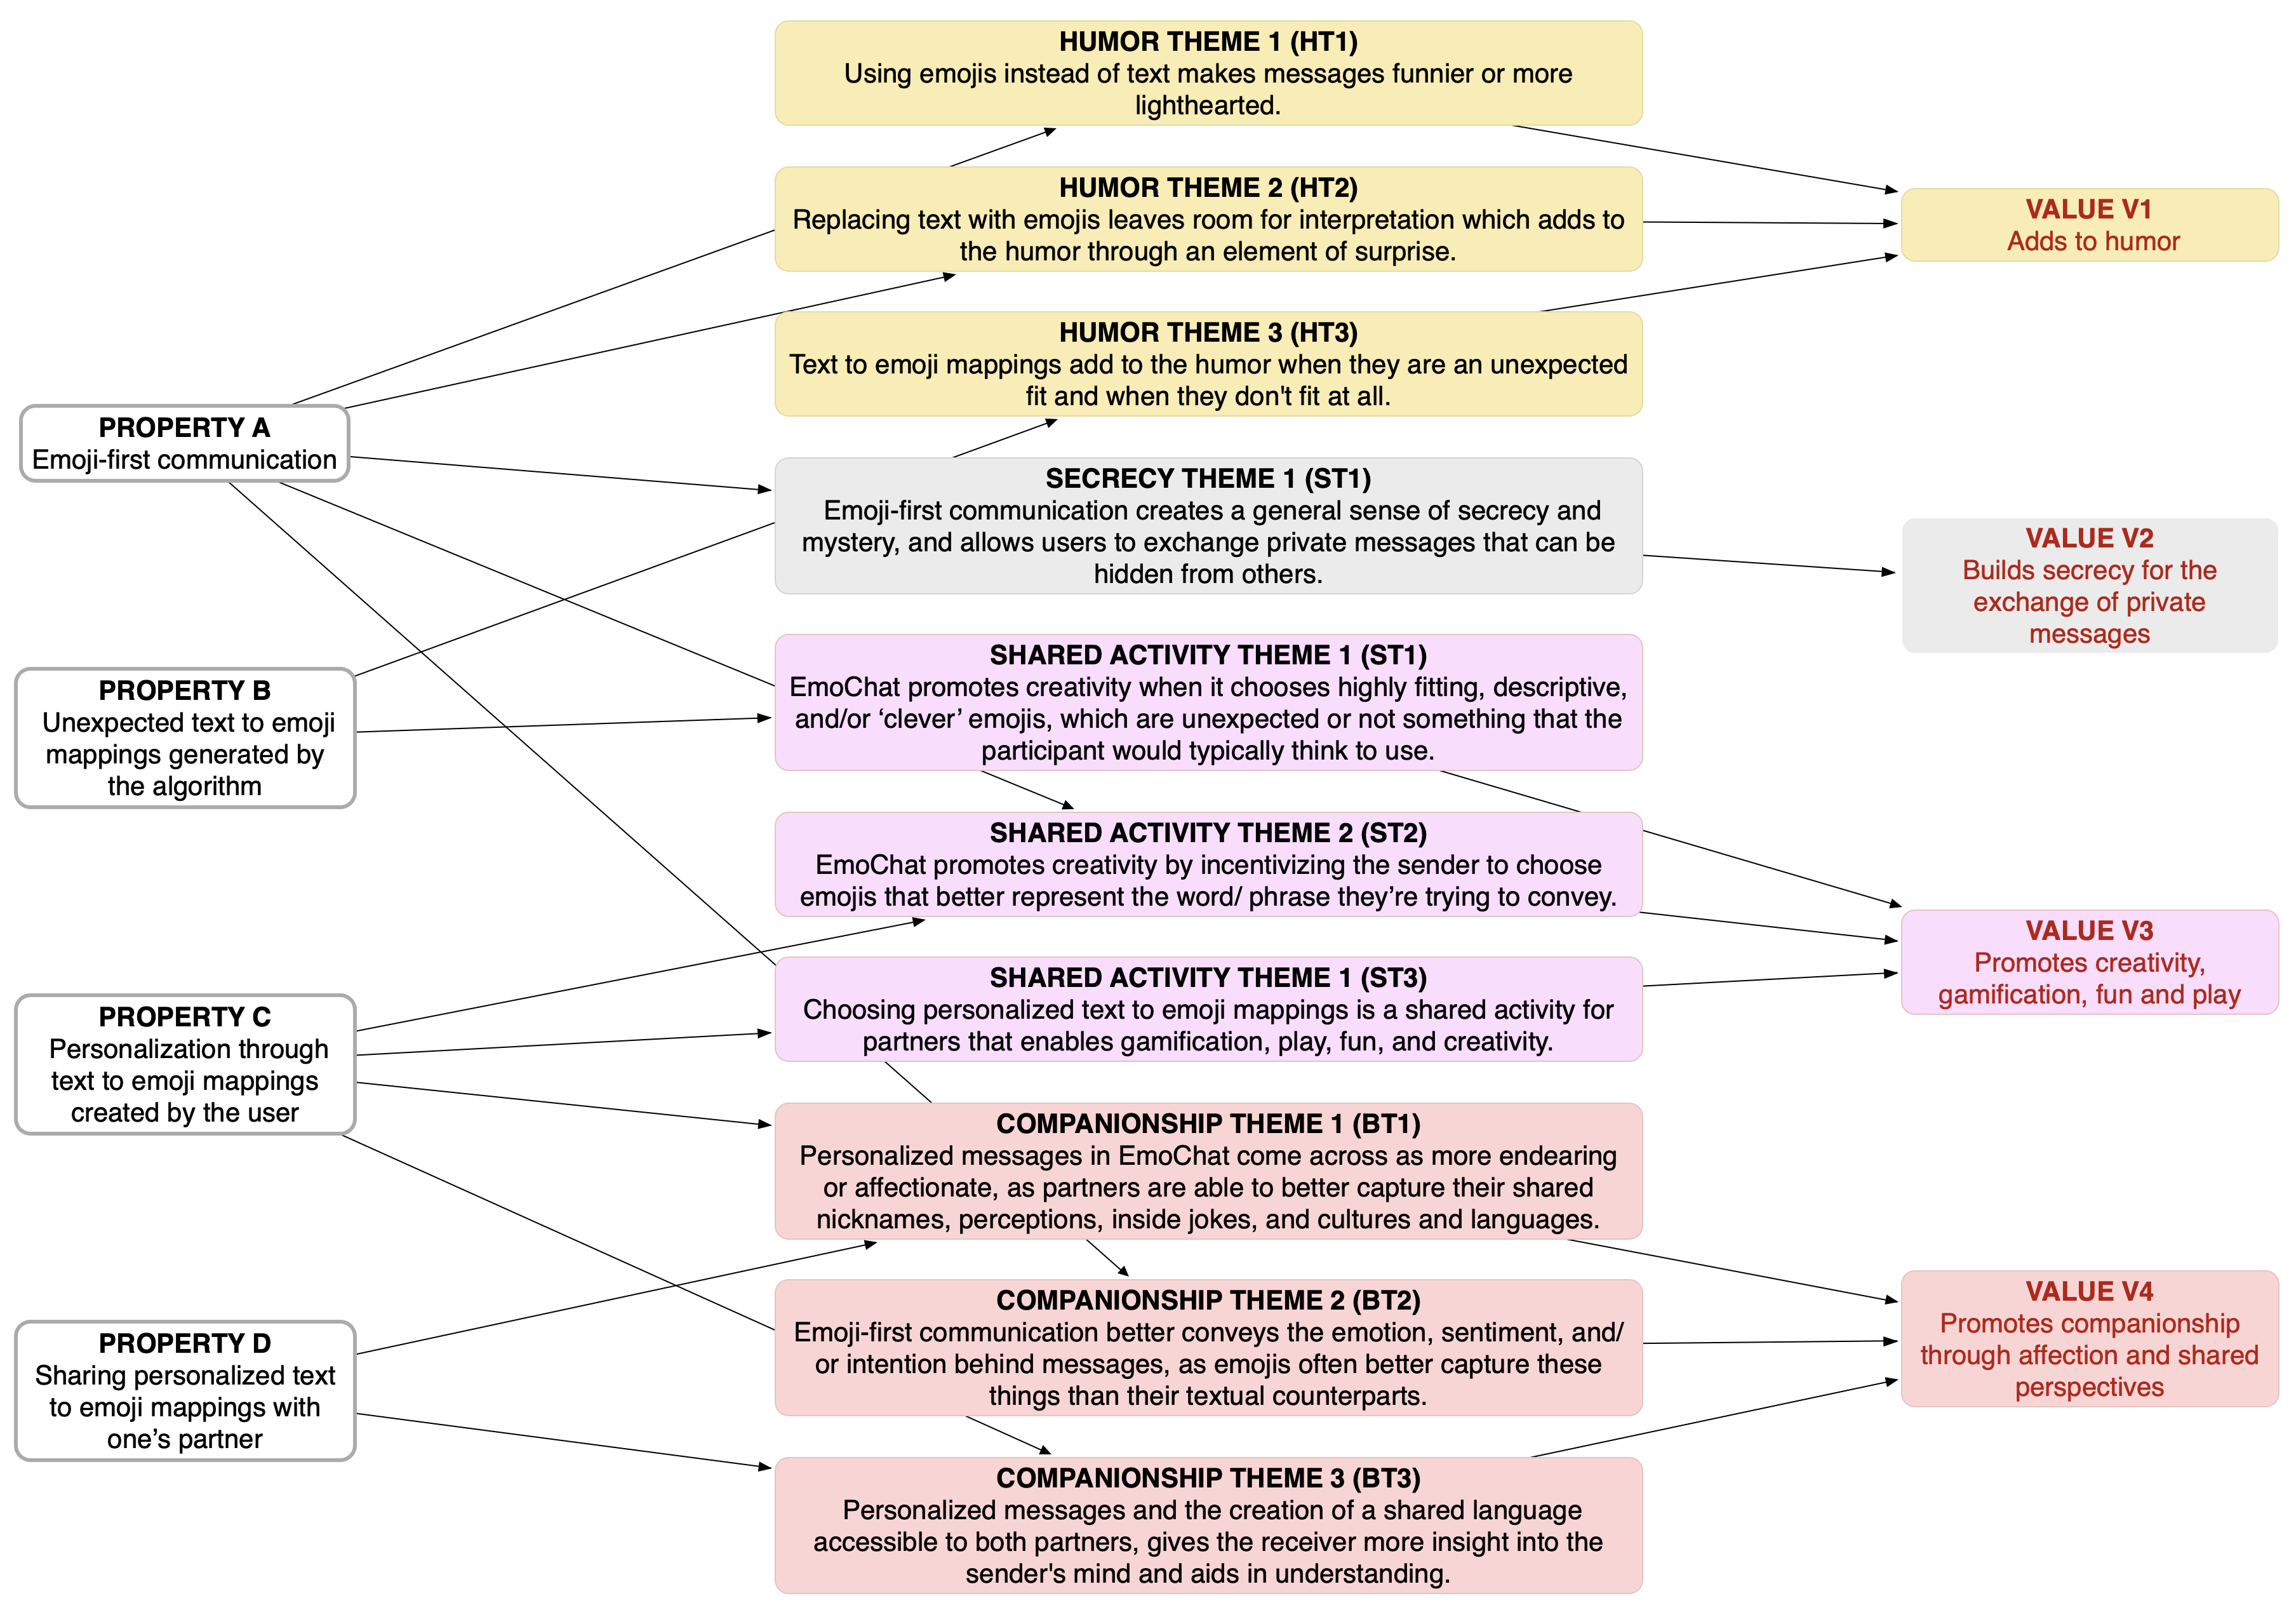 HUMOR THEME 1 (HT1)
Using emojis instead of text makes messages funnier or more
lighthearted.
HUMOR THEME 2 (HT2)
Replacing text with emojis leaves room for interpretation which adds to
the humor through an element of surprise.
HUMOR THEME 3 (HT3)
Text to emoji mappings add to the humor when they are an unexpected
fit and when they don't fit at all.
SECRECY THEME 1 (ST1)
Emoji-first communication creates a general sense of secrecy and
mystery, and allows users to exchange private messages that can be
hidden from others.
SHARED ACTIVITY THEME 1 (ST1)
EmoChat promotes creativity when it chooses highly fitting, descriptive,
and/or ‘clever’ emojis, which are unexpected or not something that the
participant would typically think to use.
SHARED ACTIVITY THEME 2 (ST2)
EmoChat promotes creativity by incentivizing the sender to choose
emojis that better represent the word/ phrase they’re trying to convey.
SHARED ACTIVITY THEME 1 (ST3)
Choosing personalized text to emoji mappings is a shared activity for
partners that enables gamification, play, fun, and creativity.
COMPANIONSHIP THEME 1 (BT1)
Personalized messages in EmoChat come across as more endearing
or affectionate, as partners are able to better capture their shared
nicknames, perceptions, inside jokes, and cultures and languages.
COMPANIONSHIP THEME 2 (BT2)
Emoji-first communication better conveys the emotion, sentiment, and/
or intention behind messages, as emojis often better capture these
things than their textual counterparts.
COMPANIONSHIP THEME 3 (BT3)
Personalized messages and the creation of a shared language
accessible to both partners, gives the receiver more insight into the
sender's mind and aids in understanding.
PROPERTY A
Emoji-first communication
PROPERTY B
Unexpected text to emoji
mappings generated by
the algorithm
PROPERTY C
Personalization through
text to emoji mappings
created by the user
PROPERTY D
Sharing personalized text
to emoji mappings with
one’s partner
VALUE V1
Adds to humor
VALUE V2
Builds secrecy for the
exchange of private
messages
VALUE V3
Promotes creativity,
gamification, fun and play
VALUE V4
Promotes companionship
through affection and shared
perspectives